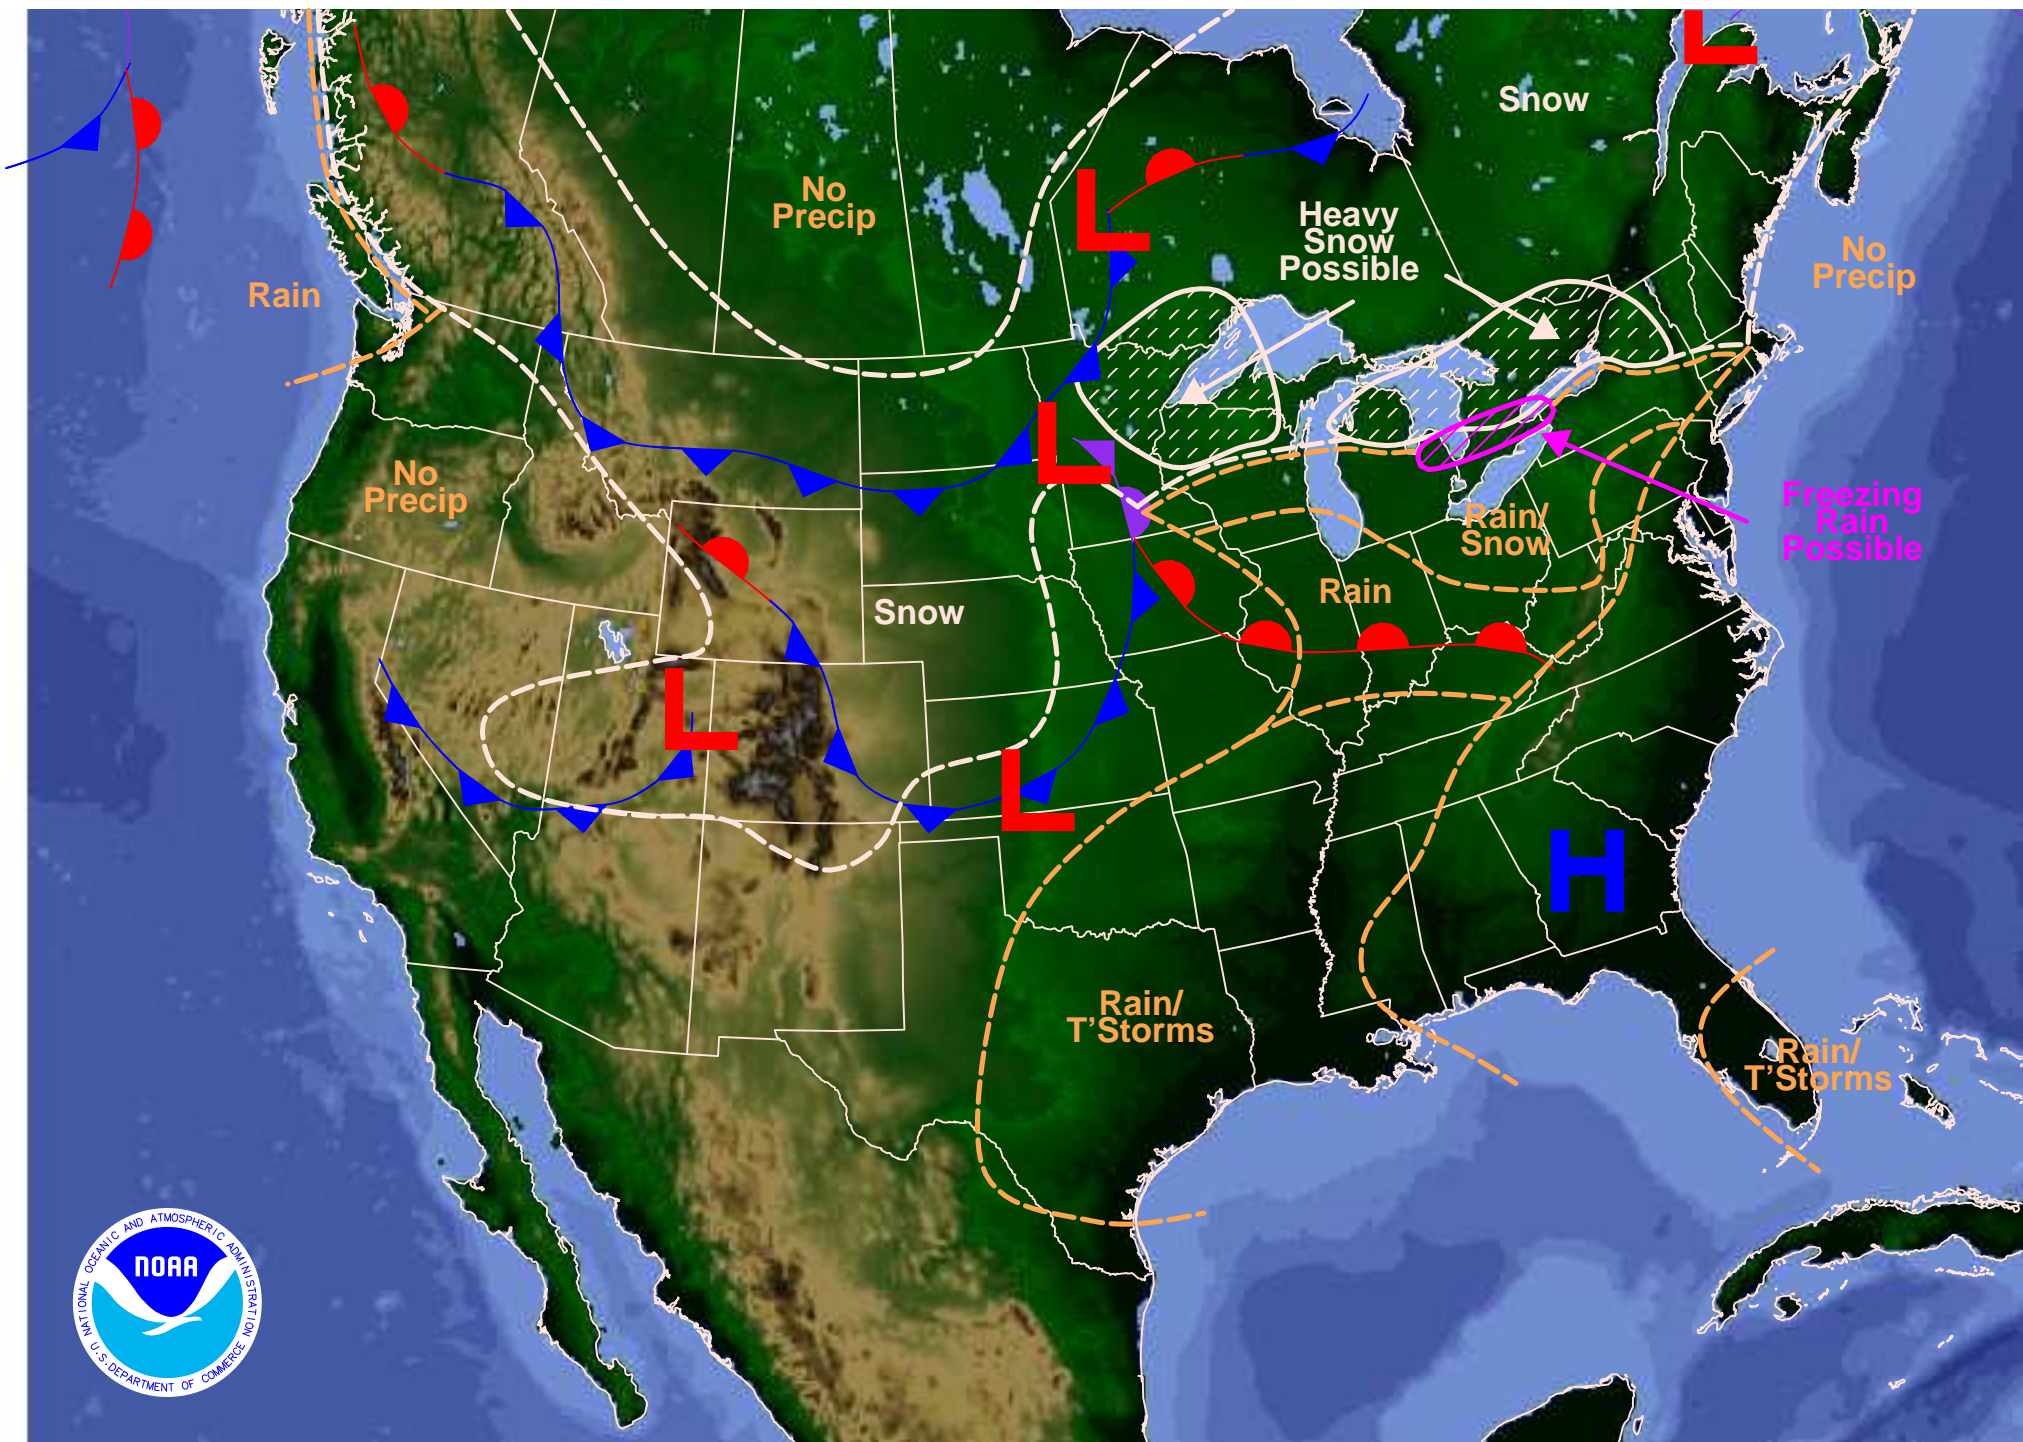 L
Snow
No
Precip
L
Heavy
Snow
Possible
No
Precip
Rain
L
No
Precip
Freezing
Rain
Possible
Rain/
Snow
Rain
Snow
L
L
H
Rain/
T'Storms
Rain/
T'Storms
NATIONAL OCEANIC AND ATMOSPHERIC ADMINISTRATION
NOAA
U.S. DEPARTMENT OF COMMERCE